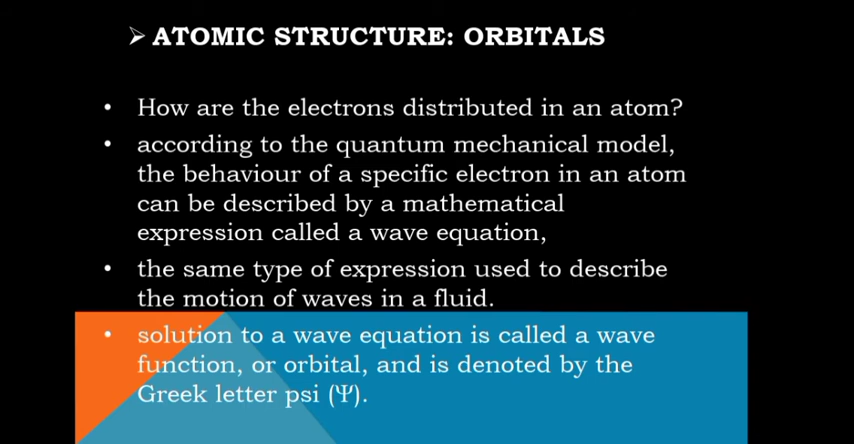 ➢ ATOMIC STRUCTURE: ORBITALS
• How are the electrons distributed in an atom?
• according to the quantum mechanical model,
the behaviour of a specific electron in an atom
can be described by a mathematical
expression called a wave equation,
• the same type of expression used to describe
the motion of waves in a fluid.
• solution to a wave equation is called a wave
function, or orbital, and is denoted by the
Greek letter psi (Ψ).